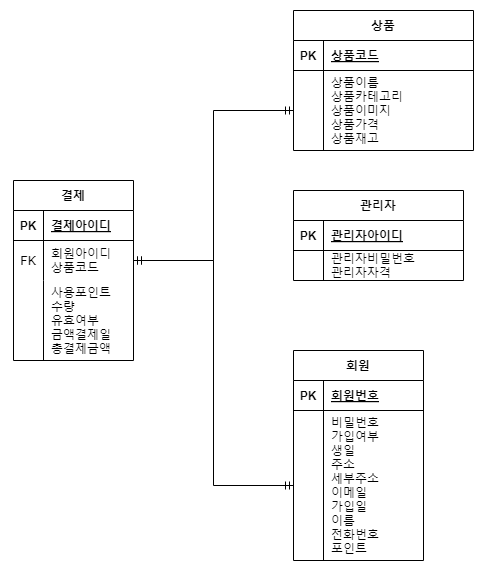 상품
PK 상품코드
상품이름
상품카테고리
상품이미지
상품가격
상품재고
결제
PK 결제아이디
FK 회원아이디
상품코드
사용포인트
수량
유효여부
금액결제일
총결제금액
관리자
PK 관리자아이디
관리자비밀번호
관리자자격
회원
PK 회원번호
비밀번호
가입여부
생일
주소
세부주소
이메일
가입일
이름
전화번호
포인트